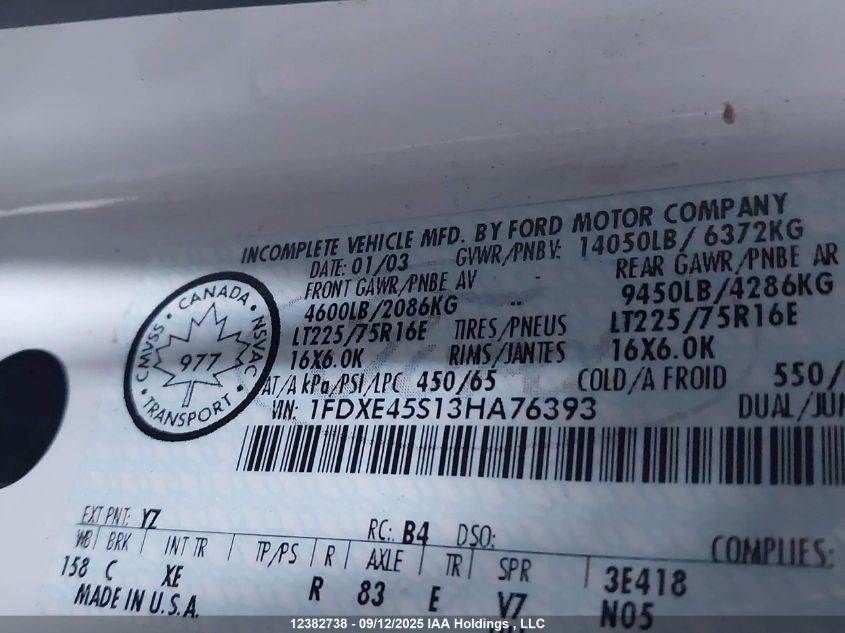 INCOMPLETE VEHICLE MFD. BY FORD MOTOR COMPANY
DATE: 01/03 GVWR/PNBV: 14050LB/ 6372KG
FRONT GAWR/PNBE AV - REAR GAWR/PNBE AR
4600LB/2086KG -- 9450LB/4286KG
LT225/75R16E TIRES/PNEUS LT225/75R16E
16X6.0K RIMS/JANTES 16X6.0K
AT/A kPa/PSI/LPC 450/65 COLD/A FROID 550/
VIN: 1FDXE45S13HA76393 DUAL/JU
CANADA
CMVSS NSVAC
977
TRANSPORT
EXT PNT: YZ RC: B4 DSO:
WB BRK INT TR TP/PS R AXLE TR SPR COMPLIES:
158 C XE R 83 E V7 3E418
MADE IN U.S.A. N05
12382738 - 09/12/2025 IAA Holdings , LLC